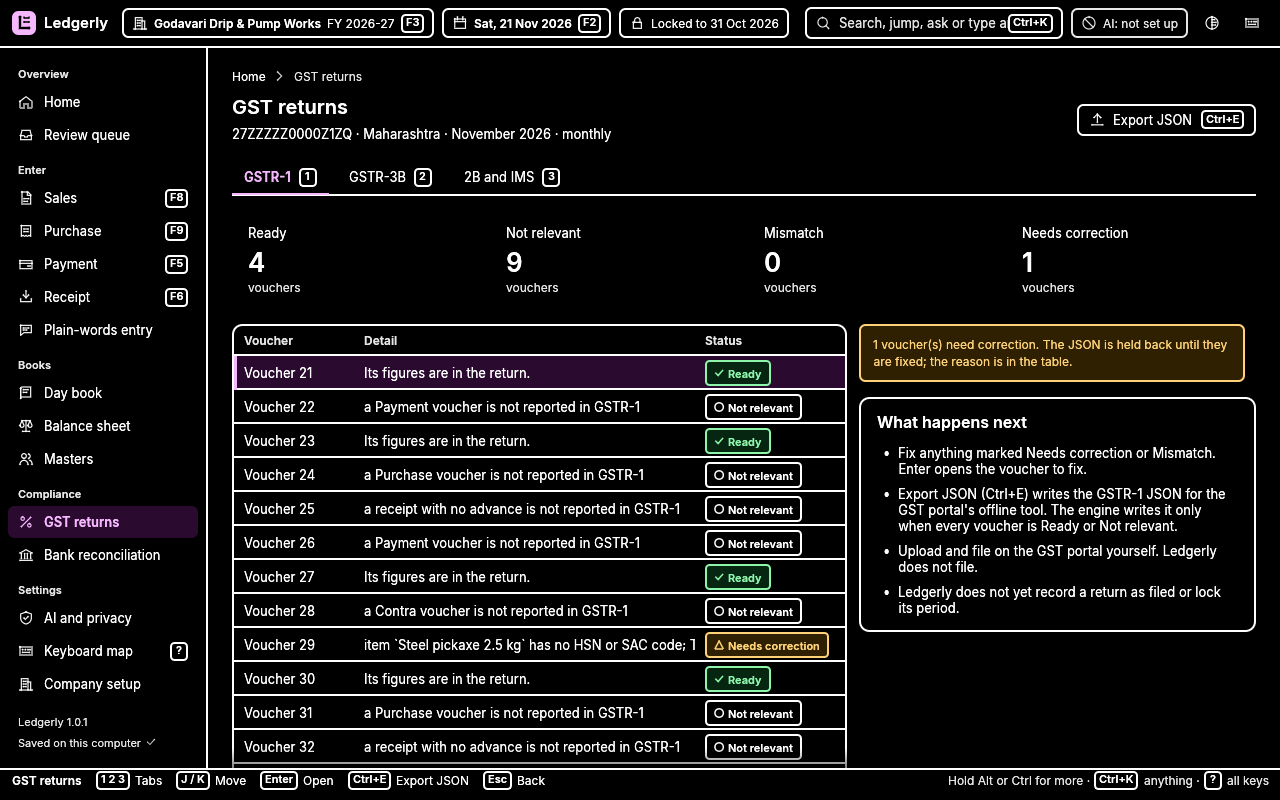 Ledgerly
Godavari Drip & Pump Works FY 2026-27 F3
Sat, 21 Nov 2026 F2
Locked to 31 Oct 2026
Search, jump, ask or type a Ctrl+K
AI: not set up
Overview
Home
Review queue
Enter
Sales F8
Purchase F9
Payment F5
Receipt F6
Plain-words entry
Books
Day book
Balance sheet
Masters
Compliance
GST returns
Bank reconciliation
Settings
AI and privacy
Keyboard map ?
Company setup
Ledgerly 1.0.1
Saved on this computer
Home > GST returns
GST returns
27ZZZZZ0000Z1ZQ · Maharashtra · November 2026 · monthly
Export JSON Ctrl+E
GSTR-1 1 GSTR-3B 2 2B and IMS 3
Ready Not relevant Mismatch Needs correction
4 9 0 1
vouchers vouchers vouchers vouchers
Voucher Detail Status
Voucher 21 Its figures are in the return. Ready
Voucher 22 a Payment voucher is not reported in GSTR-1 Not relevant
Voucher 23 Its figures are in the return. Ready
Voucher 24 a Purchase voucher is not reported in GSTR-1 Not relevant
Voucher 25 a receipt with no advance is not reported in GSTR-1 Not relevant
Voucher 26 a Payment voucher is not reported in GSTR-1 Not relevant
Voucher 27 Its figures are in the return. Ready
Voucher 28 a Contra voucher is not reported in GSTR-1 Not relevant
Voucher 29 item `Steel pickaxe 2.5 kg` has no HSN or SAC code; Needs correction
Voucher 30 Its figures are in the return. Ready
Voucher 31 a Purchase voucher is not reported in GSTR-1 Not relevant
Voucher 32 a receipt with no advance is not reported in GSTR-1 Not relevant
1 voucher(s) need correction. The JSON is held back until they
are fixed; the reason is in the table.
What happens next
• Fix anything marked Needs correction or Mismatch.
Enter opens the voucher to fix.
• Export JSON (Ctrl+E) writes the GSTR-1 JSON for the
GST portal's offline tool. The engine writes it only
when every voucher is Ready or Not relevant.
• Upload and file on the GST portal yourself. Ledgerly
does not file.
• Ledgerly does not yet record a return as filed or lock
its period.
GST returns 1 2 3 Tabs J / K Move Enter Open Ctrl+E Export JSON Esc Back
Hold Alt or Ctrl for more · Ctrl+K anything · ? all keys